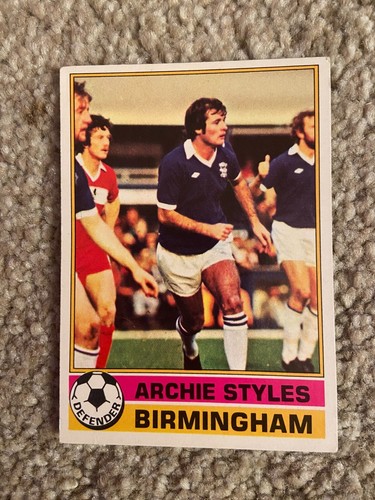 ARCHIE STYLES
DEFENDER
BIRMINGHAM